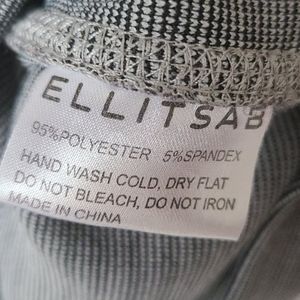 ELLITSAB
95%POLYESTER 5%SPANDEX
HAND WASH COLD, DRY FLAT
DO NOT BLEACH, DO NOT IRON
MADE IN CHINA